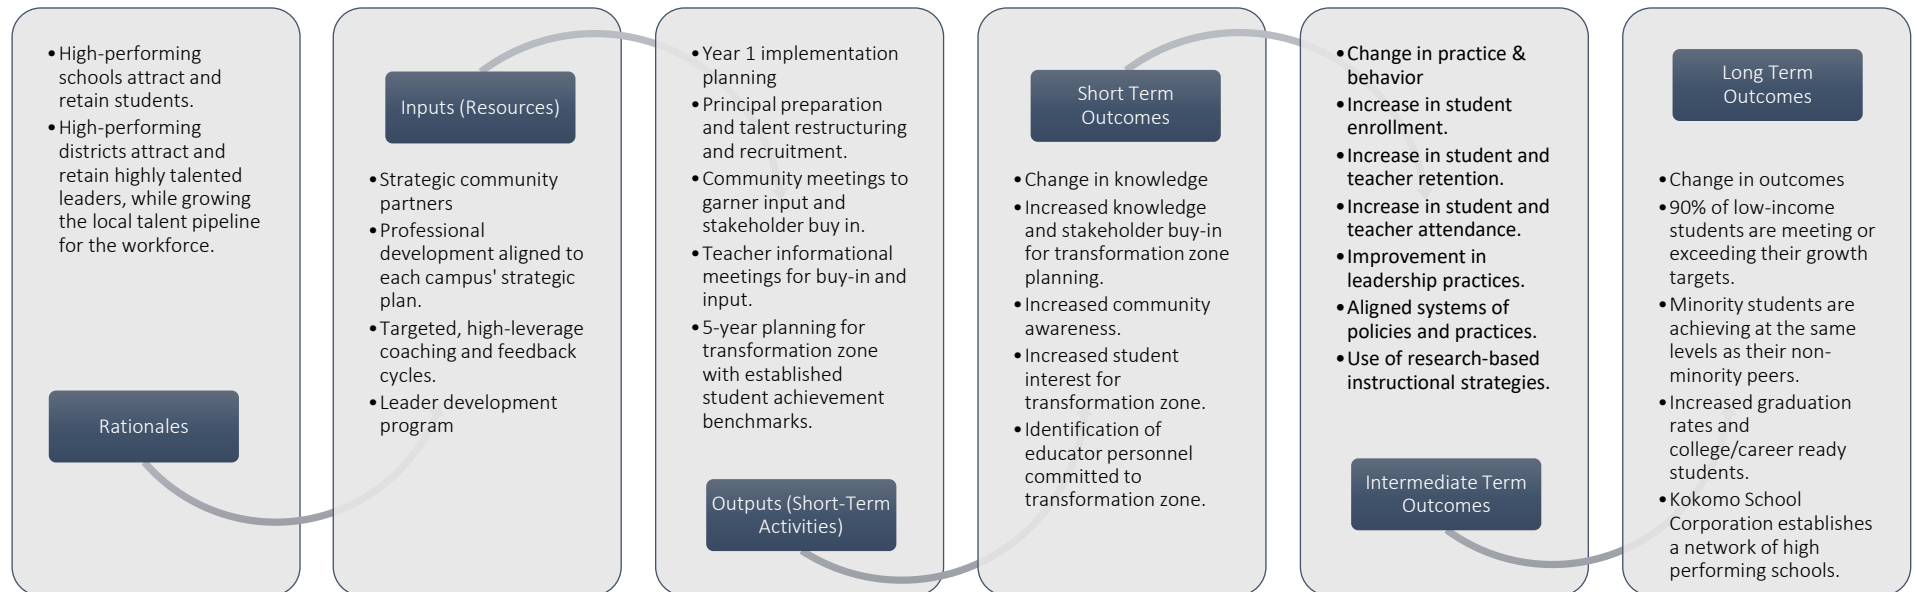 •High-performing
schools attract and
retain students.
•High-performing
districts attract and
retain highly talented
leaders, while growing
the local talent pipeline
for the workforce.
Rationales
Inputs (Resources)
•Strategic community
partners
•Professional
development aligned to
each campus' strategic
plan.
•Targeted, high-leverage
coaching and feedback
cycles.
•Leader development
program
•Year 1 implementation
planning
•Principal preparation
and talent restructuring
and recruitment.
•Community meetings to
garner input and
stakeholder buy in.
•Teacher informational
meetings for buy-in and
input.
•5-year planning for
transformation zone
with established
student achievement
benchmarks.
Outputs (Short-Term
Activities)
Short Term
Outcomes
•Change in knowledge
•Increased knowledge
and stakeholder buy-in
for transformation zone
planning.
•Increased community
awareness.
•Increased student
interest for
transformation zone.
•Identification of
educator personnel
committed to
transformation zone.
•Change in practice &
behavior
•Increase in student
enrollment.
•Increase in student and
teacher retention.
•Increase in student and
teacher attendance.
•Improvement in
leadership practices.
•Aligned systems of
policies and practices.
•Use of research-based
instructional strategies.
Intermediate Term
Outcomes
Long Term
Outcomes
•Change in outcomes
•90% of low-income
students are meeting or
exceeding their growth
targets.
•Minority students are
achieving at the same
levels as their non-
minority peers.
•Increased graduation
rates and
college/career ready
students.
•Kokomo School
Corporation establishes
a network of high
performing schools.